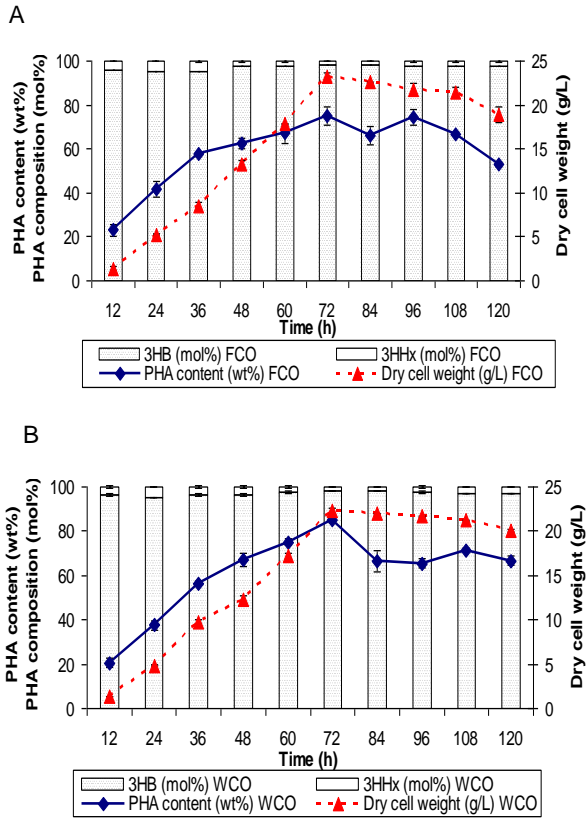 A
PHA content (wt%)
PHA composition (mol%)
100
80
60
40
20
0
25
20
15
10
5
0
Dry cell weight (g/L)
12 24 36 48 60 72 84 96 108 120
Time (h)
3HB (mol%) FCO 3HHx (mol%) FCO
PHA content (wt%) FCO Dry cell weight (g/L) FCO
B
PHA content (wt%)
PHA composition (mol%)
100
80
60
40
20
0
25
20
15
10
5
0
Dry cell weight (g/L)
12 24 36 48 60 72 84 96 108 120
Time (h)
3HB (mol%) WCO 3HHx (mol%) WCO
PHA content (wt%) WCO Dry cell weight (g/L) WCO